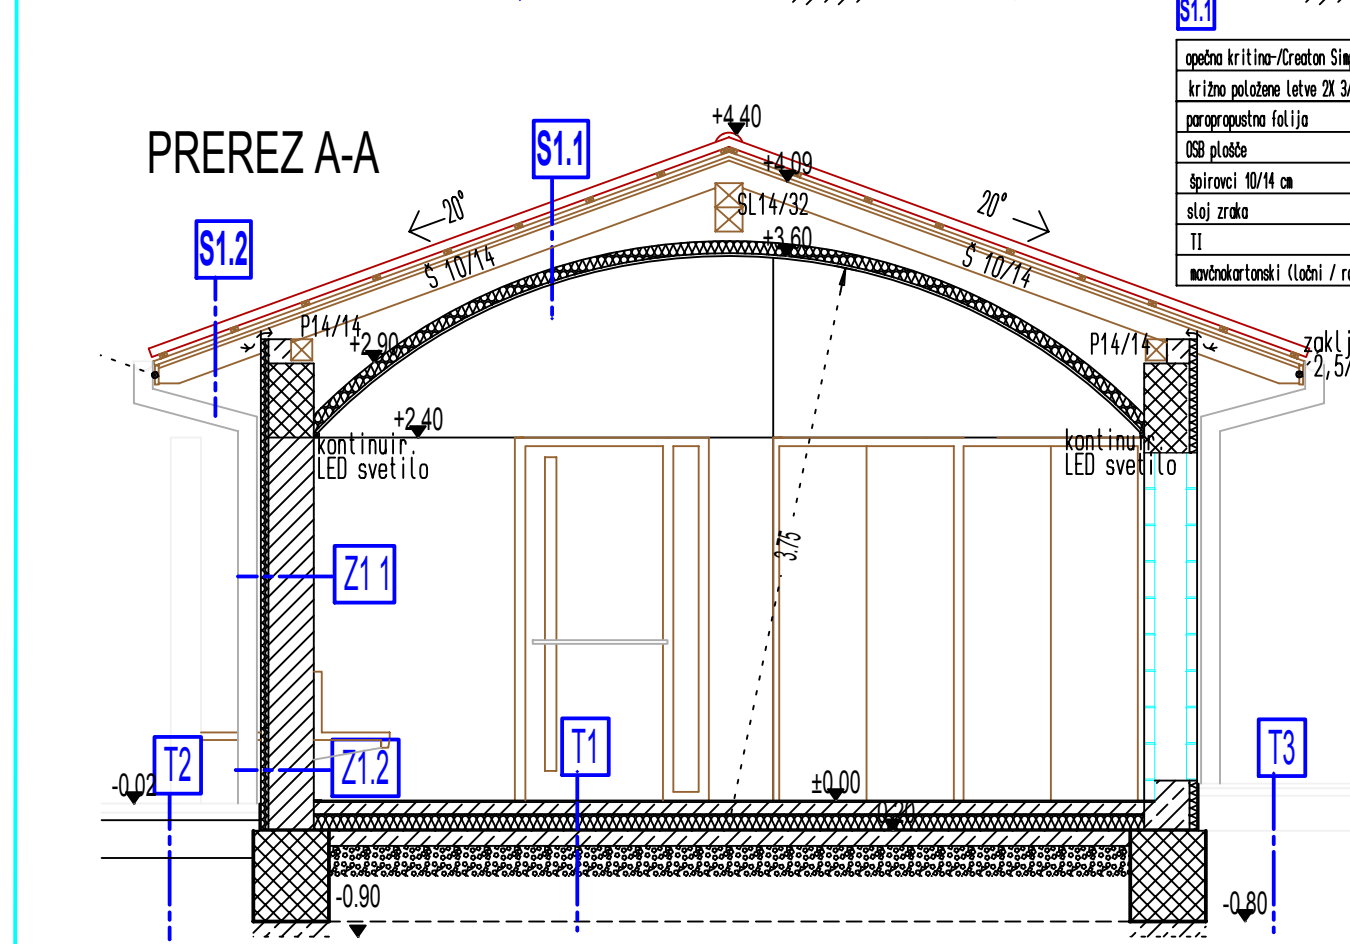 S1.1
opečna kritina-/Creaton
križno položene letve 2X
paropropustna folija
OSB plošče
špirovci 10/14 cm
sloj zraka
TI
mavčnokartonski (ločni /
PREREZ A-A
+4.40
S1.1
+4.09
20°
20°
SL14/32
S1.2
+3.60
Š 10/14
Š 10/14
P14/14
+2.90
P14/14
+2.40
kontinuir.
LED svetilo
kontinuir.
LED svetilo
3.75
Z1 1
T1
T3
T2
Z1.2
-0.02
±0.00
-0.20
-0.90
-0.80